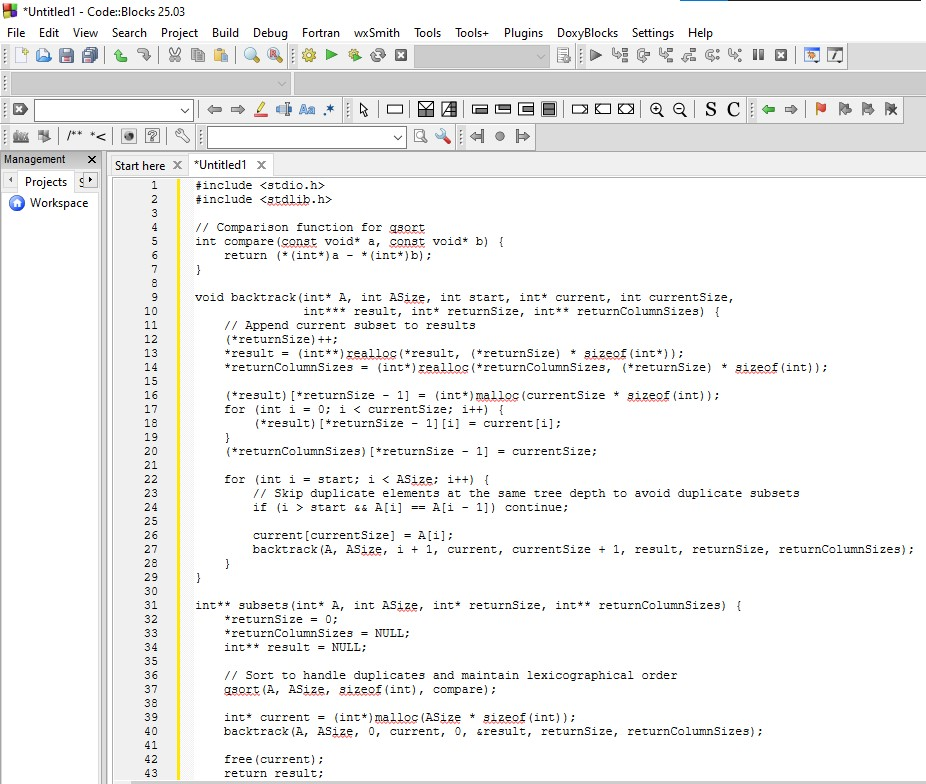 *Untitled1 - Code::Blocks 25.03
File Edit View Search Project Build Debug Fortran wxSmith Tools Tools+ Plugins DoxyBlocks Settings Help
Aa .* S C
/** *<
Management
Start here *Untitled1
Projects
Workspace
1 #include <stdio.h>
2 #include <stdlib.h>
3
4 // Comparison function for qsort
5 int compare(const void* a, const void* b) {
6     return (*(int*)a - *(int*)b);
7 }
8
9 void backtrack(int* A, int ASize, int start, int* current, int currentSize,
10                int*** result, int* returnSize, int** returnColumnSizes) {
11     // Append current subset to results
12     (*returnSize)++;
13     *result = (int**)realloc(*result, (*returnSize) * sizeof(int*));
14     *returnColumnSizes = (int*)realloc(*returnColumnSizes, (*returnSize) * sizeof(int));
15
16     (*result)[*returnSize - 1] = (int*)malloc(currentSize * sizeof(int));
17     for (int i = 0; i < currentSize; i++) {
18         (*result)[*returnSize - 1][i] = current[i];
19     }
20     (*returnColumnSizes)[*returnSize - 1] = currentSize;
21
22     for (int i = start; i < ASize; i++) {
23         // Skip duplicate elements at the same tree depth to avoid duplicate subsets
24         if (i > start && A[i] == A[i - 1]) continue;
25
26         current[currentSize] = A[i];
27         backtrack(A, ASize, i + 1, current, currentSize + 1, result, returnSize, returnColumnSizes);
28     }
29 }
30
31 int** subsets(int* A, int ASize, int* returnSize, int** returnColumnSizes) {
32     *returnSize = 0;
33     *returnColumnSizes = NULL;
34     int** result = NULL;
35
36     // Sort to handle duplicates and maintain lexicographical order
37     qsort(A, ASize, sizeof(int), compare);
38
39     int* current = (int*)malloc(ASize * sizeof(int));
40     backtrack(A, ASize, 0, current, 0, &result, returnSize, returnColumnSizes);
41
42     free(current);
43     return result;